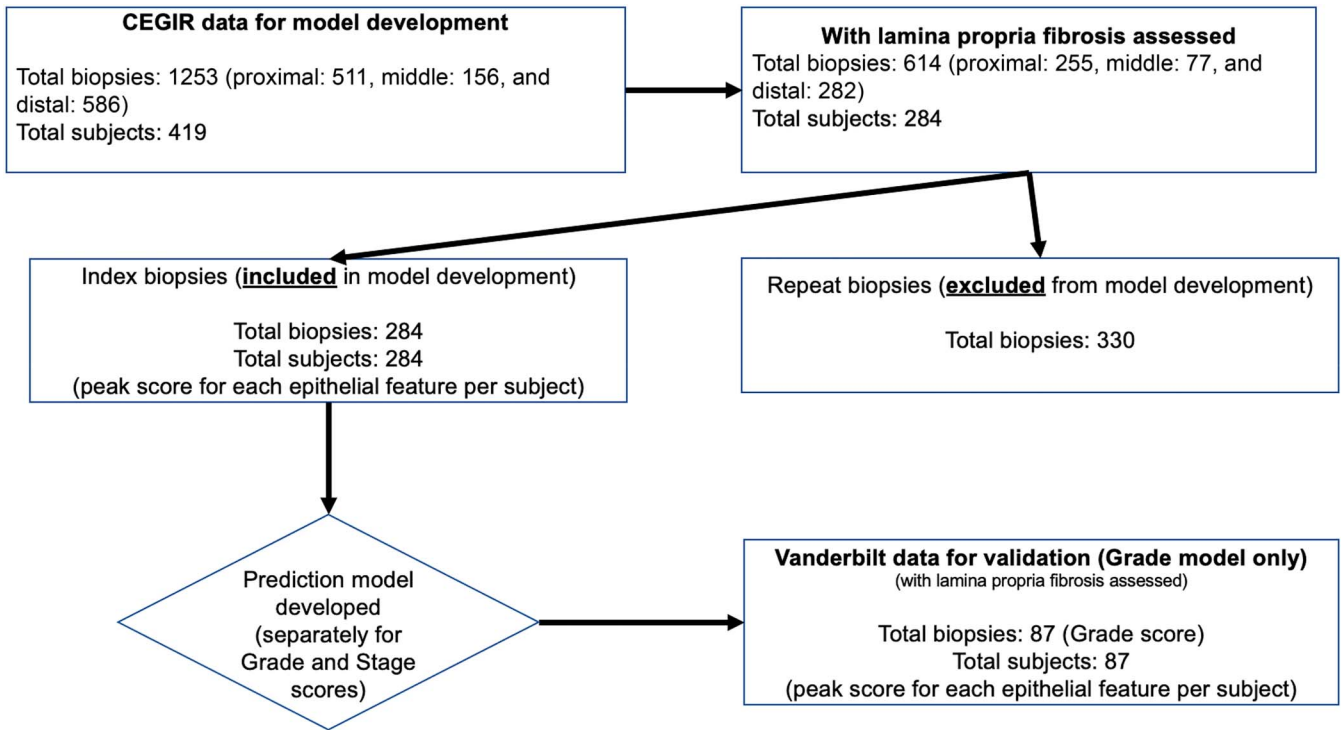 CEGIR data for model development
Total biopsies: 1253 (proximal: 511, middle: 156, and
distal: 586)
Total subjects: 419
With lamina propria fibrosis assessed
Total biopsies: 614 (proximal: 255, middle: 77, and
distal: 282)
Total subjects: 284
Index biopsies (included in model development)
Total biopsies: 284
Total subjects: 284
(peak score for each epithelial feature per subject)
Repeat biopsies (excluded from model development)
Total biopsies: 330
Prediction model
developed
(separately for
Grade and Stage
scores)
Vanderbilt data for validation (Grade model only)
(with lamina propria fibrosis assessed)
Total biopsies: 87 (Grade score)
Total subjects: 87
(peak score for each epithelial feature per subject)